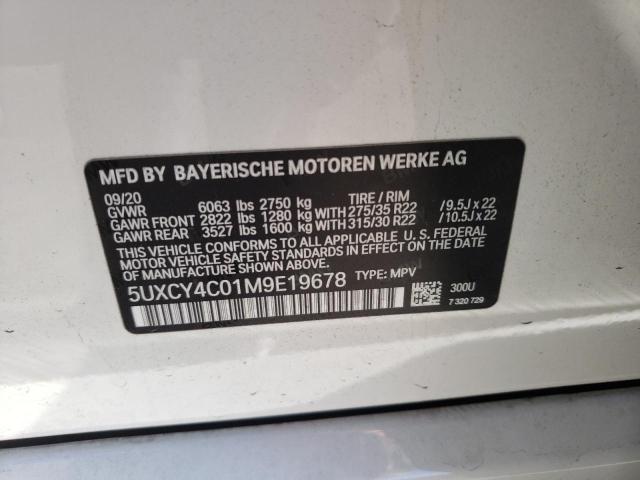 MFD BY BAYERISCHE MOTOREN WERKE AG
09/20 TIRE / RIM
GVWR 6063 lbs 2750 kg
GAWR FRONT 2822 lbs 1280 kg WITH 275/35 R22 / 9.5J x 22
GAWR REAR 3527 lbs 1600 kg WITH 315/30 R22 / 10.5J x 22
THIS VEHICLE CONFORMS TO ALL APPLICABLE U. S. FEDERAL
MOTOR VEHICLE SAFETY STANDARDS IN EFFECT ON THE
DATE OF MANUFACTURE SHOWN ABOVE.
5UXCY4C01M9E19678 TYPE: MPV
300U
7 320 729